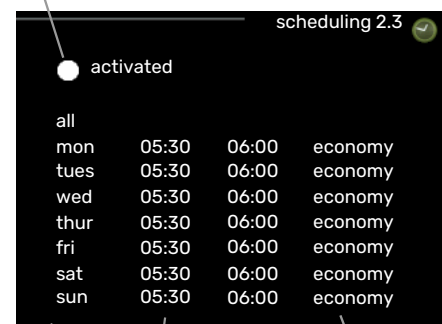 scheduling 2.3
activated
all
mon 05:30 06:00 economy
tues 05:30 06:00 economy
wed 05:30 06:00 economy
thur 05:30 06:00 economy
fri 05:30 06:00 economy
sat 05:30 06:00 economy
sun 05:30 06:00 economy